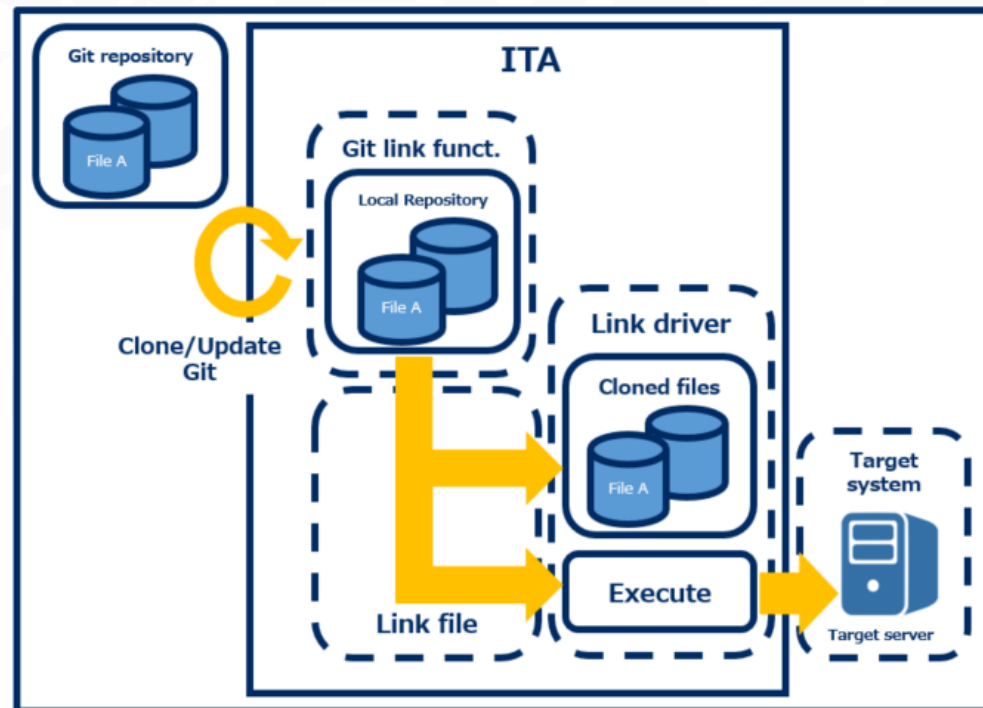 Git repository
File A
ITA
Git link funct.
Local Repository
File A
Clone/Update
Git
Link driver
Cloned files
File A
Link file
Execute
Target
system
Target server